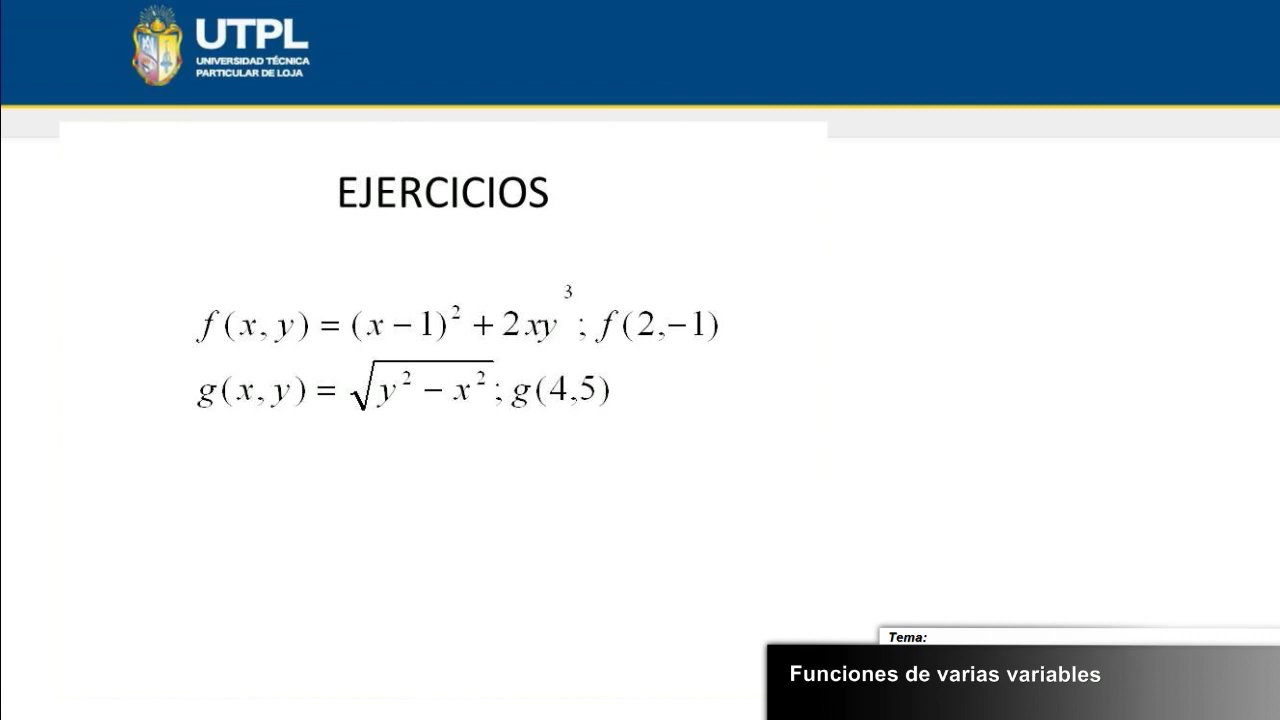 UTPL
UNIVERSIDAD TÉCNICA
PARTICULAR DE LOJA
EJERCICIOS
f(x, y) = (x − 1)² + 2xy³; f(2,−1)
g(x, y) = √(y² − x²); g(4,5)
Tema:
Funciones de varias variables